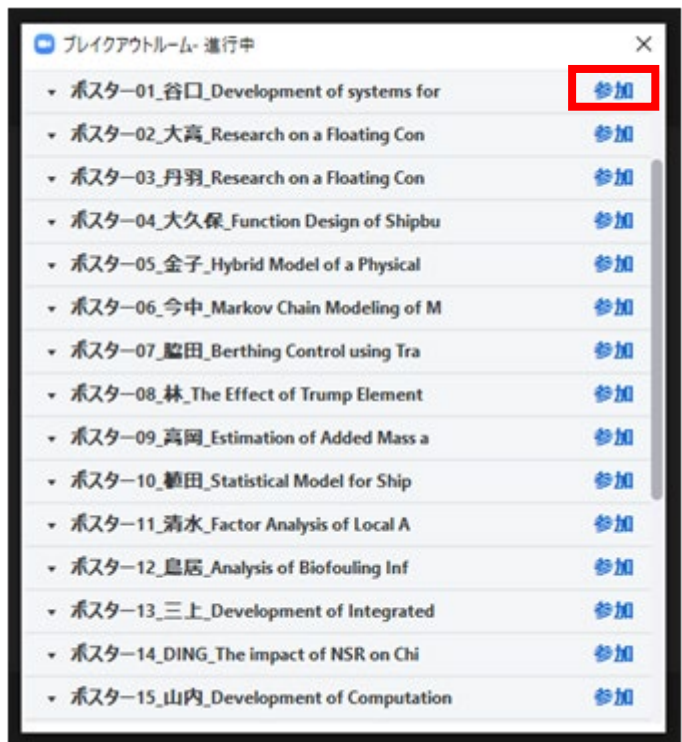 ブレイクアウトルーム- 進行中
ポスター01_谷口_Development of systems for 参加
ポスター02_大高_Research on a Floating Con 参加
ポスター03_丹羽_Research on a Floating Con 参加
ポスター04_大久保_Function Design of Shipbu 参加
ポスター05_金子_Hybrid Model of a Physical 参加
ポスター06_今中_Markov Chain Modeling of M 参加
ポスター07_脇田_Berthing Control using Tra 参加
ポスター08_林_The Effect of Trump Element 参加
ポスター09_高岡_Estimation of Added Mass a 参加
ポスター10_植田_Statistical Model for Ship 参加
ポスター11_清水_Factor Analysis of Local A 参加
ポスター12_鳥居_Analysis of Biofouling Inf 参加
ポスター13_三上_Development of Integrated 参加
ポスター14_DING_The impact of NSR on Chi 参加
ポスター15_山内_Development of Computation 参加